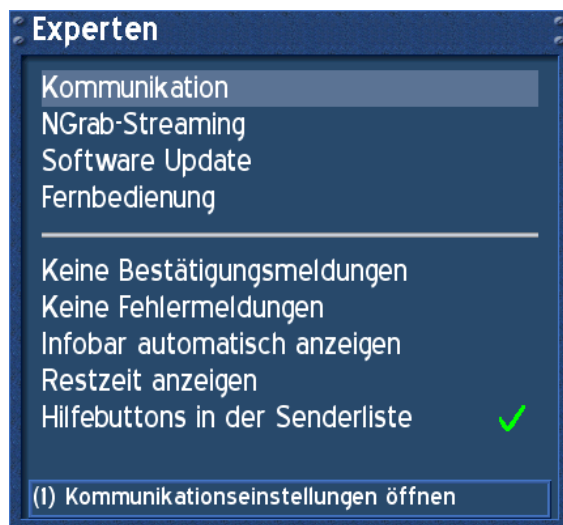 Experten
Kommunikation
NGrab-Streaming
Software Update
Fernbedienung
Keine Bestätigungsmeldungen
Keine Fehlermeldungen
Infobar automatisch anzeigen
Restzeit anzeigen
Hilfebuttons in der Senderliste
(1) Kommunikationseinstellungen öffnen